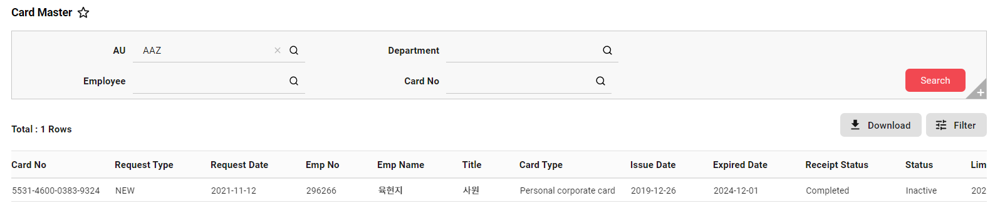 Card Master
AU AAZ Department
Employee Card No
Search
Total : 1 Rows
Download Filter
Card No Request Type Request Date Emp No Emp Name Title Card Type Issue Date Expired Date Receipt Status Status Lim
5531-4600-0383-9324 NEW 2021-11-12 296266 육현지 사원 Personal corporate card 2019-12-26 2024-12-01 Completed Inactive 202